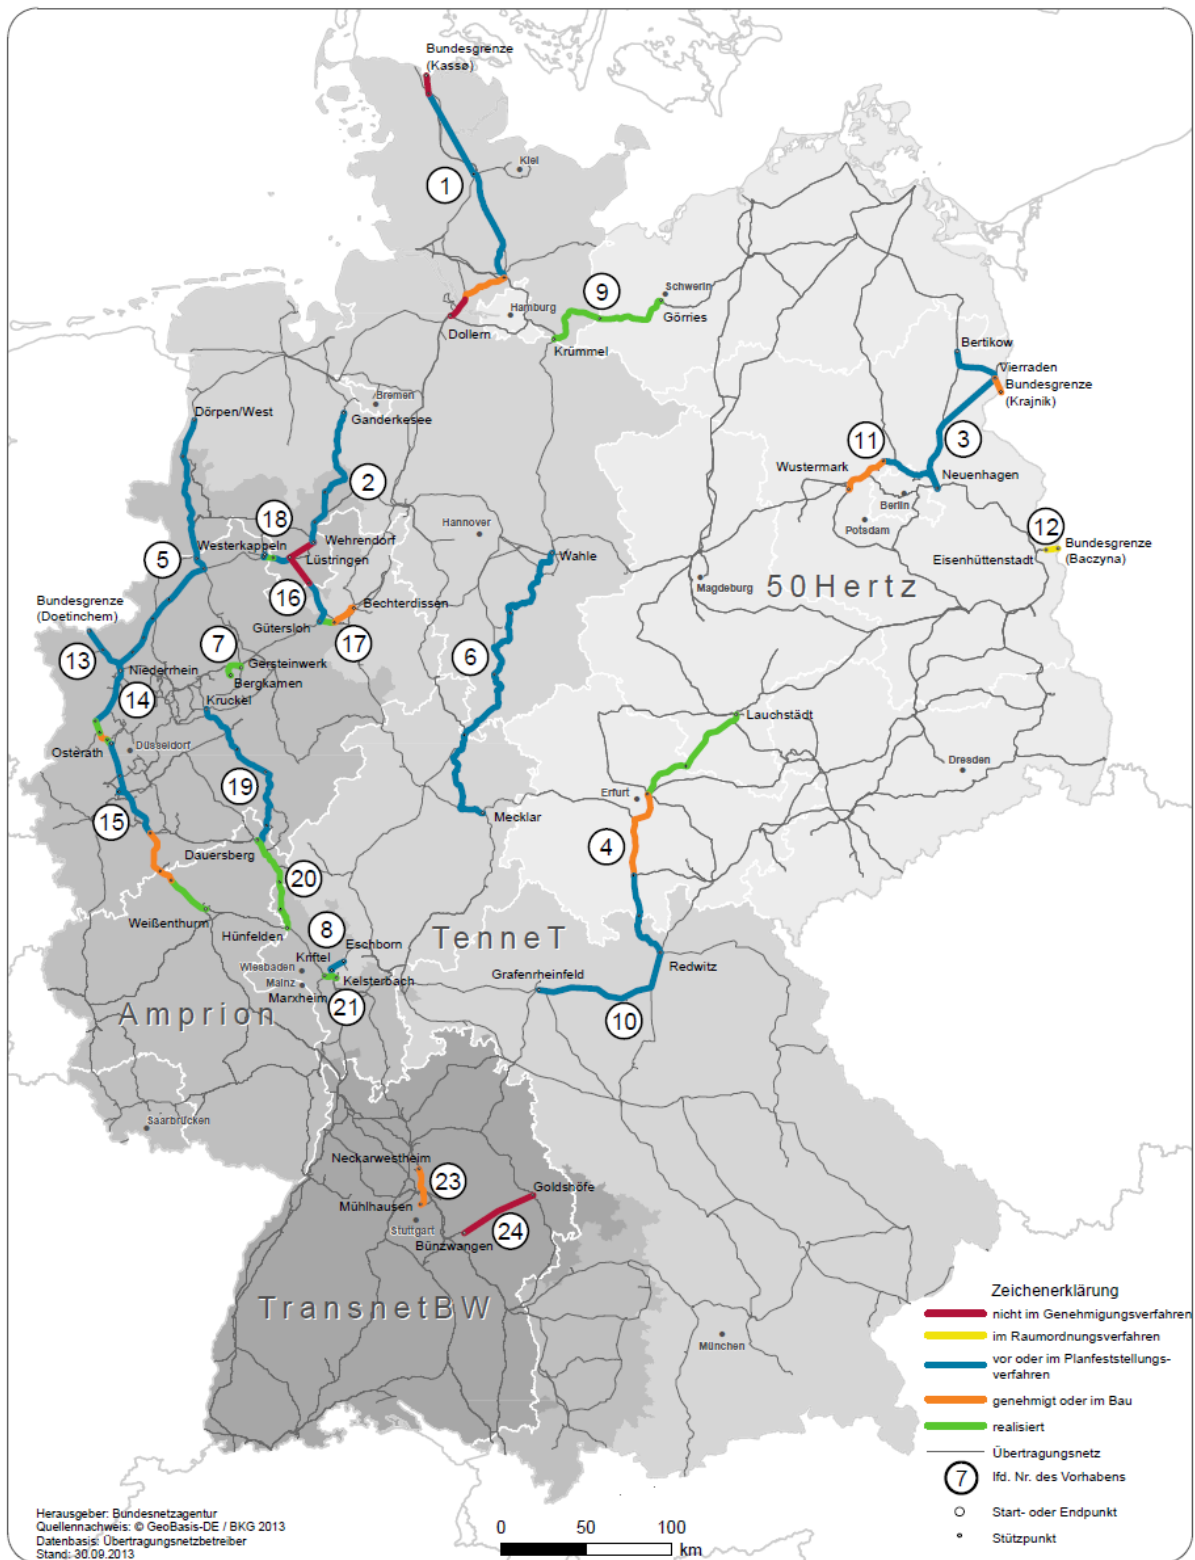 Bundesgrenze
(Kassø)
Kiel
1
9
Schwerin
Hamburg
Görries
Dollern
Krümmel
Bertikow
Vierraden
Bundesgrenze
(Krajnik)
Bremen
Dörpen/West
Ganderkesee
11
3
Wustermark
Neuenhagen
2
Berlin
Potsdam
18
Hannover
12
Westerkappeln
Wehrendorf
Lüstringen
Wahle
Bundesgrenze
(Baczyna)
Eisenhüttenstadt
5
Magdeburg
50Hertz
Bundesgrenze
(Doetinchem)
16
Bechterdissen
Gütersloh
17
13
7
6
Niederrhein
Gersteinwerk
Bergkamen
14
Kruckel
Lauchstädt
Osterath
Düsseldorf
Dresden
19
Erfurt
15
Mecklar
4
Dauersberg
20
Weißenthurm
Hünfelden
8
TenneT
Eschborn
Kriftel
Wiesbaden
Redwitz
Grafenrheinfeld
Mainz
Kelsterbach
Marxheim
21
Amprion
10
Saarbrücken
Neckarwestheim
23
Goldshöfe
Mühlhausen
Stuttgart
24
Bünzwangen
TransnetBW
München
Zeichenerklärung
nicht im Genehmigungsverfahren
im Raumordnungsverfahren
vor oder im Planfeststellungs-
verfahren
genehmigt oder im Bau
realisiert
Übertragungsnetz
7 lfd. Nr. des Vorhabens
Start- oder Endpunkt
Stützpunkt
Herausgeber: Bundesnetzagentur
Quellennachweis: © GeoBasis-DE / BKG 2013
Datenbasis: Übertragungsnetzbetreiber
Stand: 30.09.2013
0 50 100
km